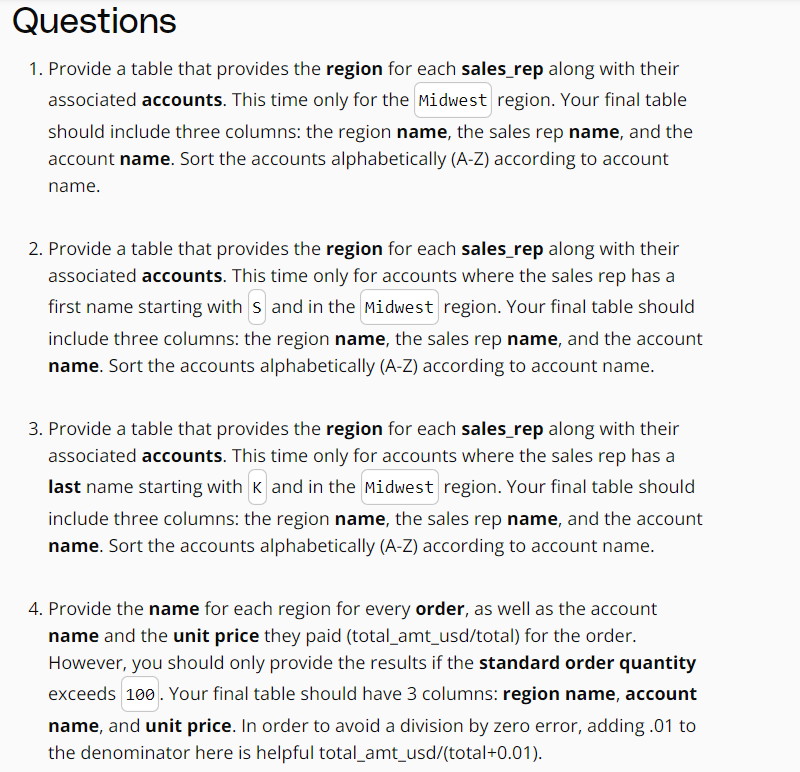 Questions
1. Provide a table that provides the region for each sales_rep along with their
associated accounts. This time only for the Midwest region. Your final table
should include three columns: the region name, the sales rep name, and the
account name. Sort the accounts alphabetically (A-Z) according to account
name.
2. Provide a table that provides the region for each sales_rep along with their
associated accounts. This time only for accounts where the sales rep has a
first name starting with S and in the Midwest region. Your final table should
include three columns: the region name, the sales rep name, and the account
name. Sort the accounts alphabetically (A-Z) according to account name.
3. Provide a table that provides the region for each sales_rep along with their
associated accounts. This time only for accounts where the sales rep has a
last name starting with K and in the Midwest region. Your final table should
include three columns: the region name, the sales rep name, and the account
name. Sort the accounts alphabetically (A-Z) according to account name.
4. Provide the name for each region for every order, as well as the account
name and the unit price they paid (total_amt_usd/total) for the order.
However, you should only provide the results if the standard order quantity
exceeds 100. Your final table should have 3 columns: region name, account
name, and unit price. In order to avoid a division by zero error, adding .01 to
the denominator here is helpful total_amt_usd/(total+0.01).